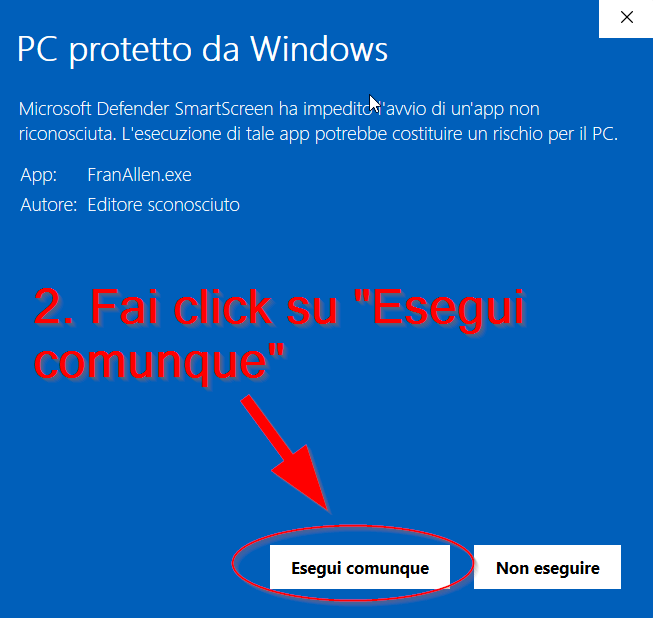 PC protetto da Windows
Microsoft Defender SmartScreen ha impedito l'avvio di un'app non
riconosciuta. L'esecuzione di tale app potrebbe costituire un rischio per il PC.
App: FranAllen.exe
Autore: Editore sconosciuto
2. Fai click su "Esegui
comunque"
Esegui comunque Non eseguire